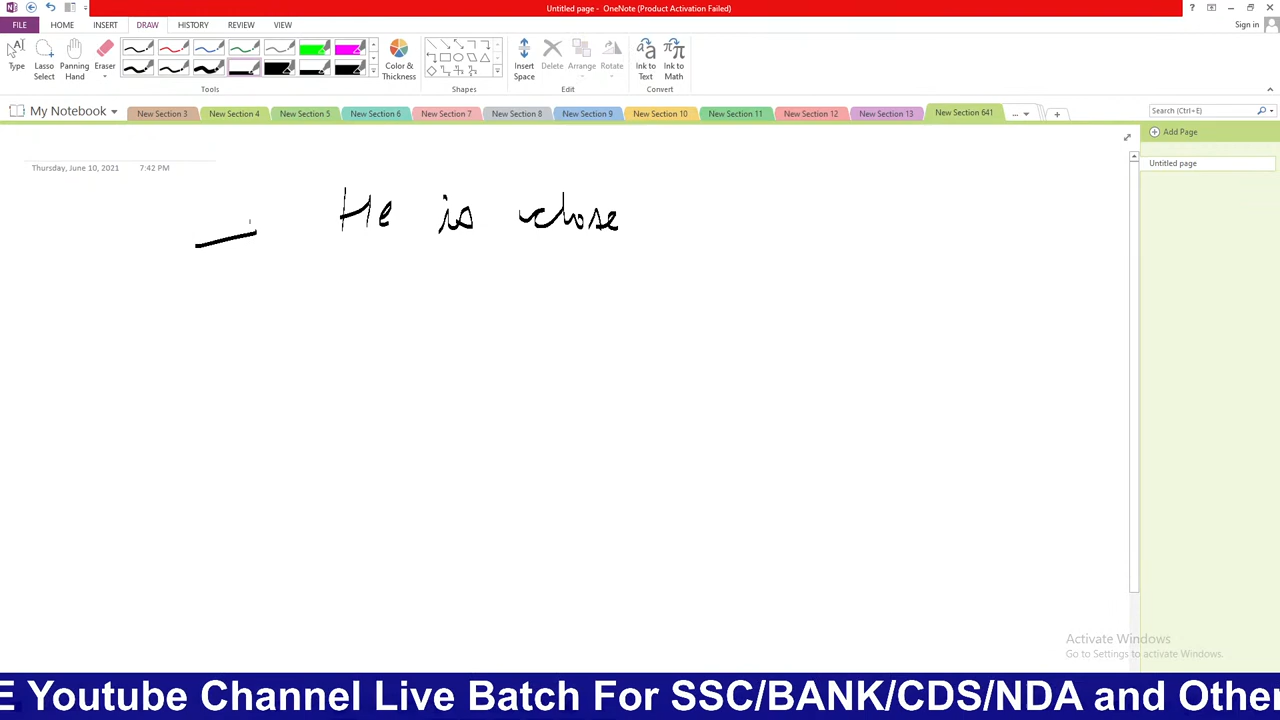 Untitled page - OneNote (Product Activation Failed)
FILE HOME INSERT DRAW HISTORY REVIEW VIEW
Sign in
Type
Lasso Select
Panning Hand
Eraser
Color & Thickness
Insert Space
Delete
Arrange
Rotate
Ink to Text
Ink to Math
Tools
Shapes
Edit
Convert
My Notebook
New Section 3
New Section 4
New Section 5
New Section 6
New Section 7
New Section 8
New Section 9
New Section 10
New Section 11
New Section 12
New Section 13
New Section 641
...
Search (Ctrl+E)
Add Page
Untitled page
Thursday, June 10, 2021 7:42 PM
He is close
Activate Windows
Go to Settings to activate Windows.
E Youtube Channel Live Batch For SSC/BANK/CDS/NDA and Other